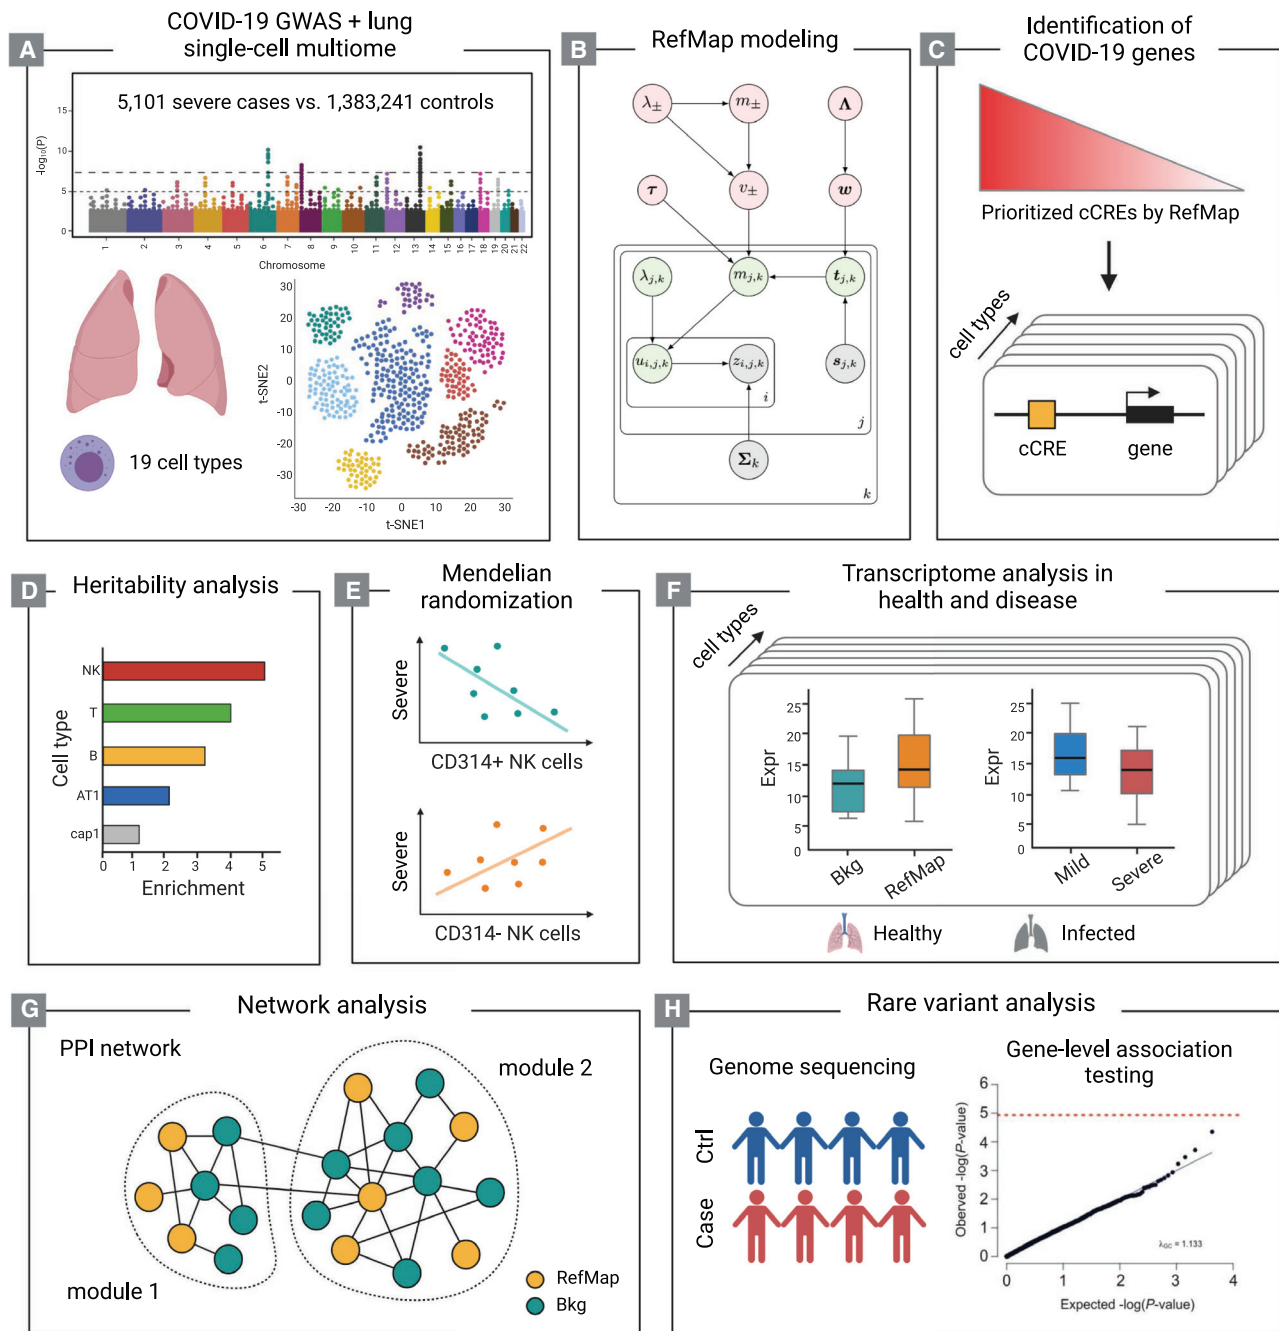 A
COVID-19 GWAS + lung
single-cell multiome
5,101 severe cases vs. 1,383,241 controls
-log₁₀(P)
15
10
5
0
1 2 3 4 5 6 7 8 9 10 11 12 13 14 15 16 17 18 19 20 21 22
Chromosome
19 cell types
t-SNE2
30
20
10
0
-10
-20
-30
-30 -20 -10 0 10 20 30
t-SNE1
B
RefMap modeling
λ± m± Λ
τ v± w
λj,k mj,k tj,k
ui,j,k zi,j,k sj,k
i
j
Σk
k
C
Identification of
COVID-19 genes
Prioritized cCREs by RefMap
cell types
cCRE gene
D
Heritability analysis
Cell type
NK
T
B
AT1
cap1
0 1 2 3 4 5
Enrichment
E
Mendelian
randomization
Severe
CD314+ NK cells
Severe
CD314- NK cells
F
Transcriptome analysis in
health and disease
cell types
Expr
25
20
15
10
5
0
Bkg RefMap
Expr
25
20
15
10
5
0
Mild Severe
Healthy
Infected
G
Network analysis
PPI network
module 2
module 1
RefMap
Bkg
H
Rare variant analysis
Genome sequencing
Ctrl
Case
Gene-level association
testing
Oberved -log(P-value)
6
5
4
3
2
1
0
λGC = 1.133
0 1 2 3 4
Expected -log(P-value)